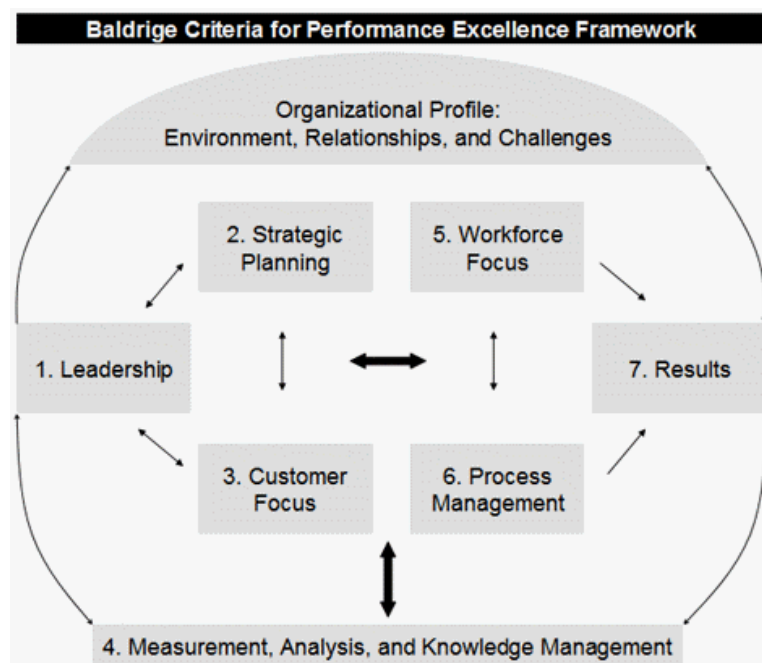 Baldrige Criteria for Performance Excellence Framework
Organizational Profile:
Environment, Relationships, and Challenges
2. Strategic
Planning
5. Workforce
Focus
1. Leadership
7. Results
3. Customer
Focus
6. Process
Management
4. Measurement, Analysis, and Knowledge Management